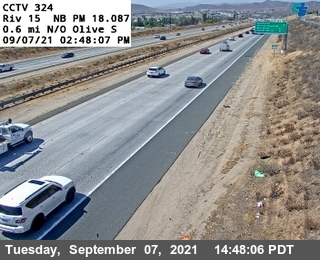 CCTV 324
Riv 15 NB PM 18.087
0.6 mi N/O Olive S
09/07/21 02:48:07 PM
Tuesday, September 07, 2021 14:48:06 PDT